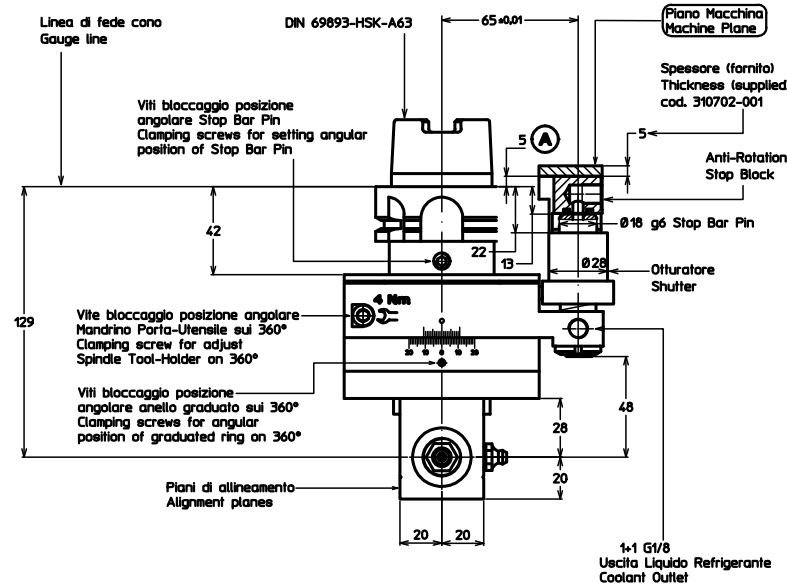 Linea di fede cono
Gauge line
DIN 69893-HSK-A63
65 ±0,01
Piano Macchina
Machine Plane
Spessore (fornito)
Thickness (supplied)
cod. 310702-001
Viti bloccaggio posizione
angolare Stop Bar Pin
Clamping screws for setting angular
position of Stop Bar Pin
5 A
5
Anti-Rotation
Stop Block
Ø18 g6 Stop Bar Pin
42
22
13
Ø28
Otturatore
Shutter
129
4 Nm
0
Vite bloccaggio posizione angolare
Mandrino Porta-Utensile sui 360°
Clamping screw for adjust
Spindle Tool-Holder on 360°
20 10 0 10 20
Viti bloccaggio posizione
angolare anello graduato sui 360°
Clamping screws for angular
position of graduated ring on 360°
48
28
20
Piani di allineamento
Alignment planes
20 20
1+1 G1/8
Uscita Liquido Refrigerante
Coolant Outlet